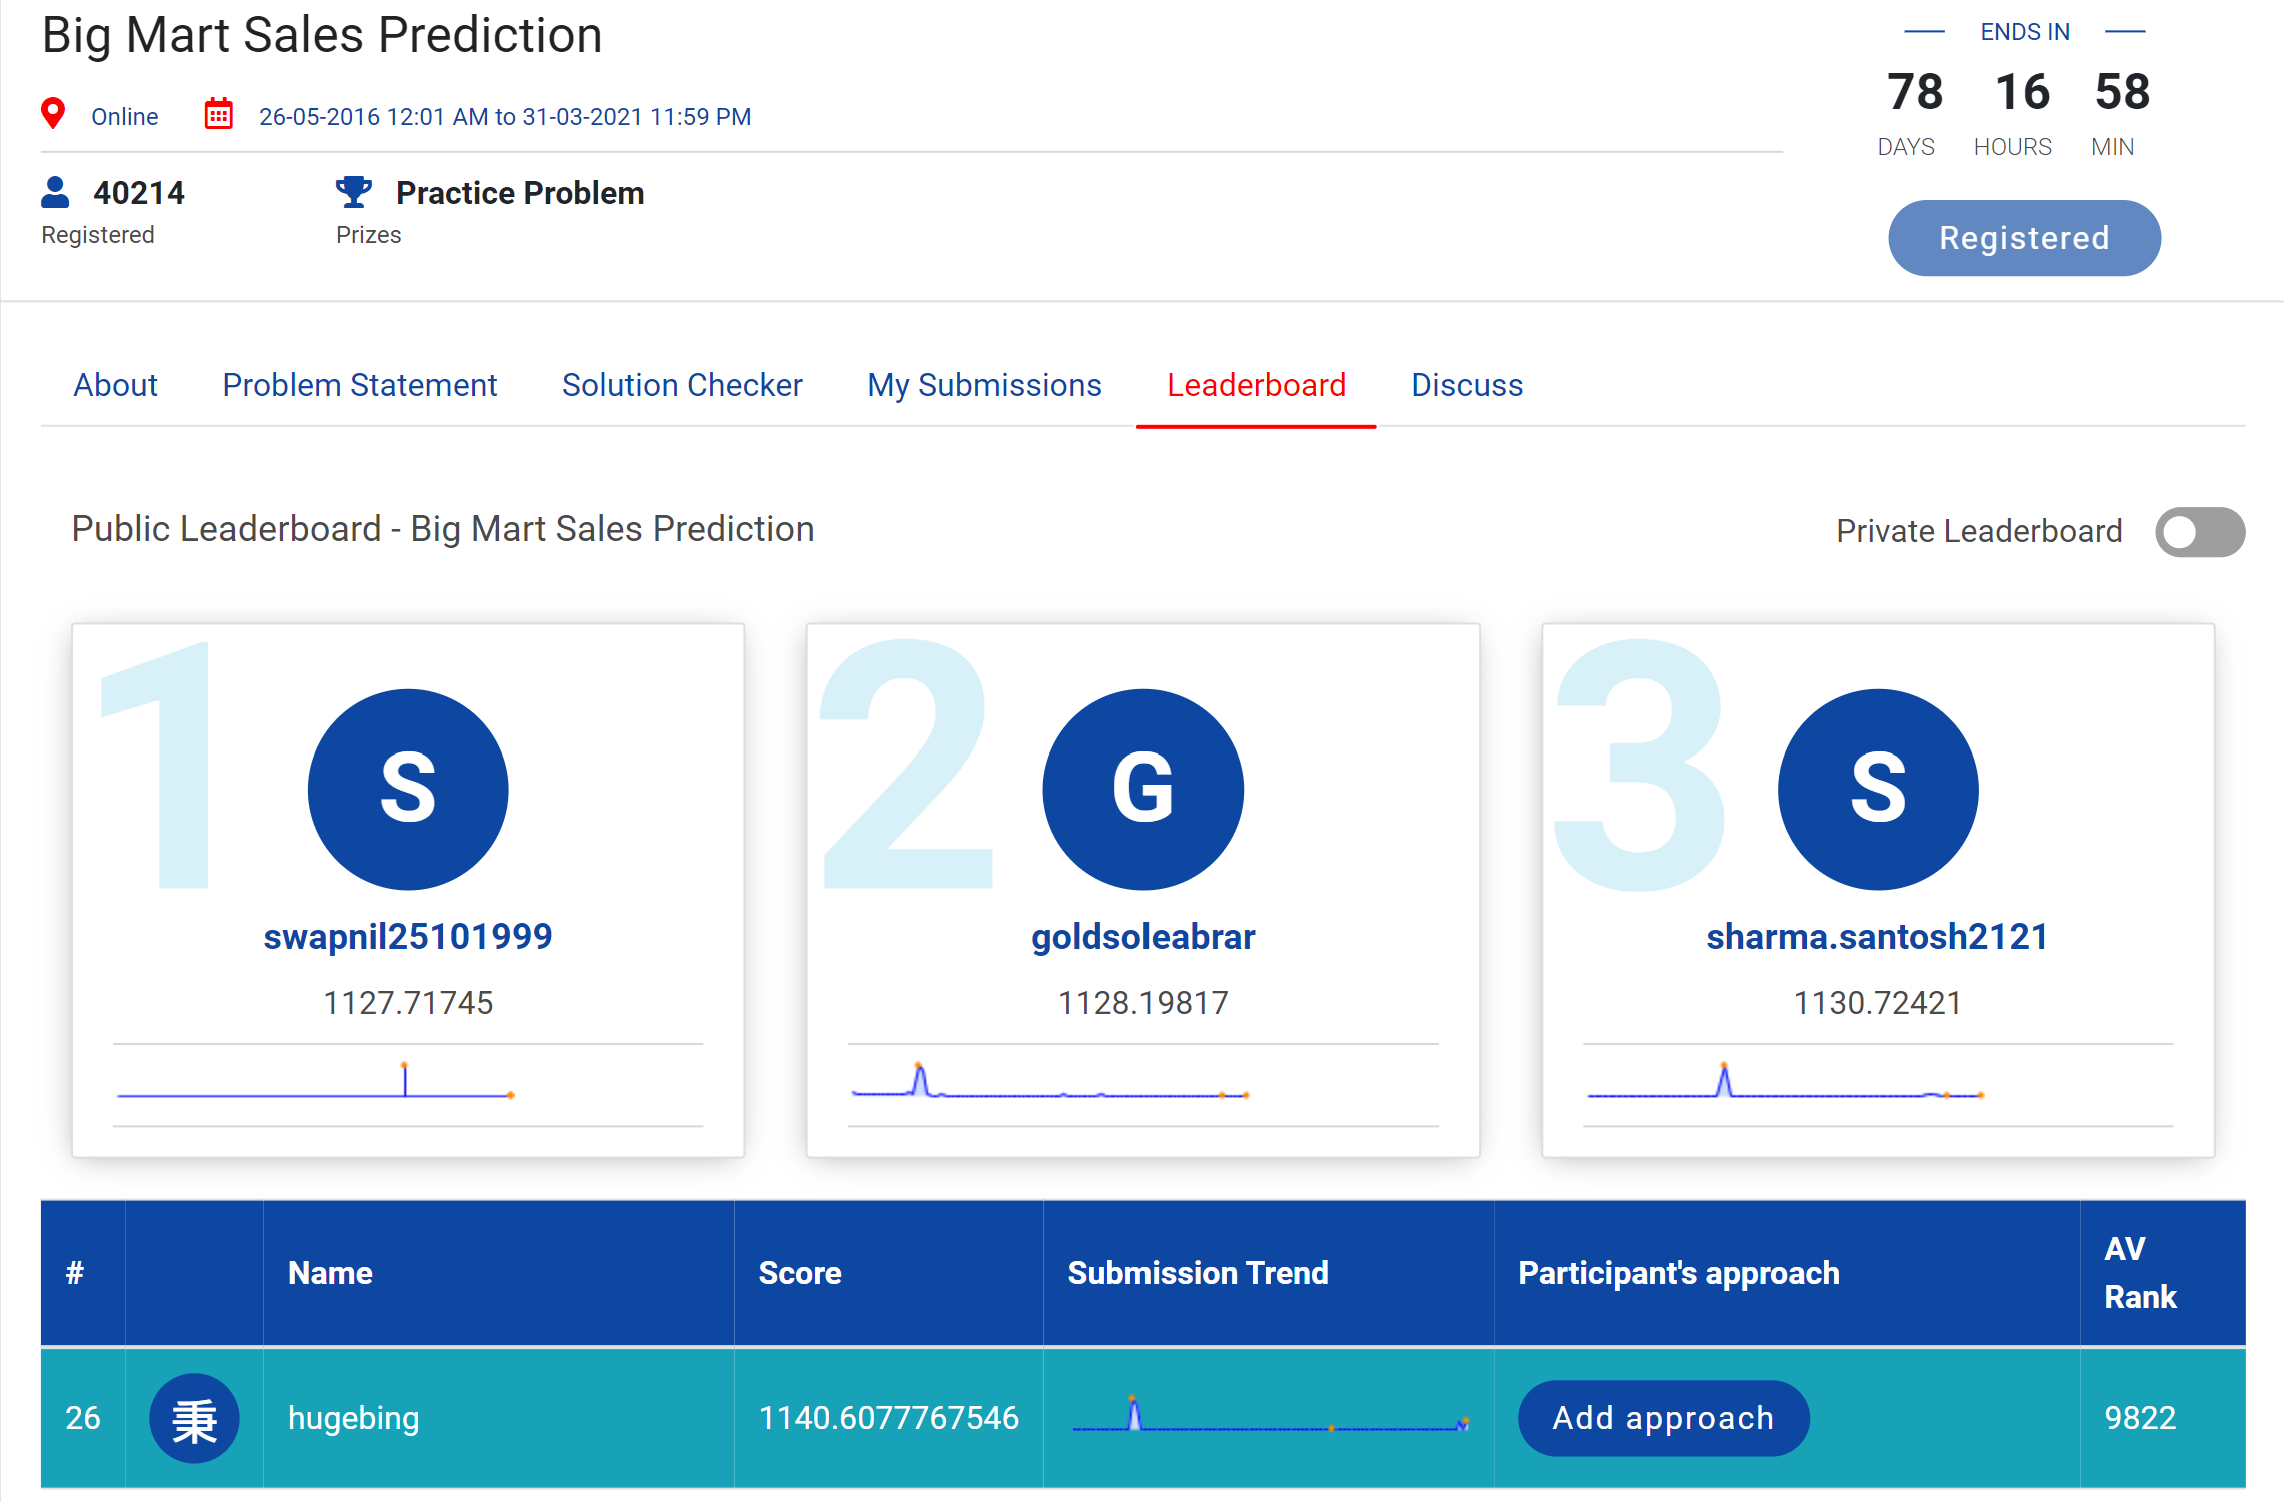 Big Mart Sales Prediction
ENDS IN
78 16 58
DAYS HOURS MIN
Online 26-05-2016 12:01 AM to 31-03-2021 11:59 PM
40214 Practice Problem
Registered Prizes
Registered
About Problem Statement Solution Checker My Submissions Leaderboard Discuss
Public Leaderboard - Big Mart Sales Prediction Private Leaderboard
1 2 3
S G S
swapnil25101999 goldsoleabrar sharma.santosh2121
1127.71745 1128.19817 1130.72421
# Name Score Submission Trend Participant's approach AV Rank
26 秉 hugebing 1140.6077767546 Add approach 9822